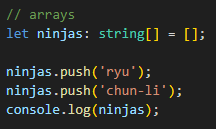 // arrays
let ninjas: string[] = [];
ninjas.push('ryu');
ninjas.push('chun-li');
console.log(ninjas);